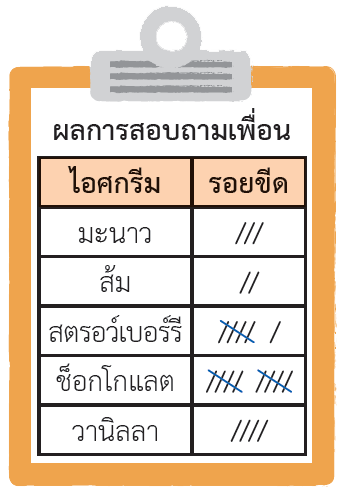 ผลการสอบถามเพื่อน
ไอศกรีม รอยขีด
มะนาว ///
ส้ม //
สตรอว์เบอร์รี //// /
ช็อกโกแลต //// ////
วานิลลา ////